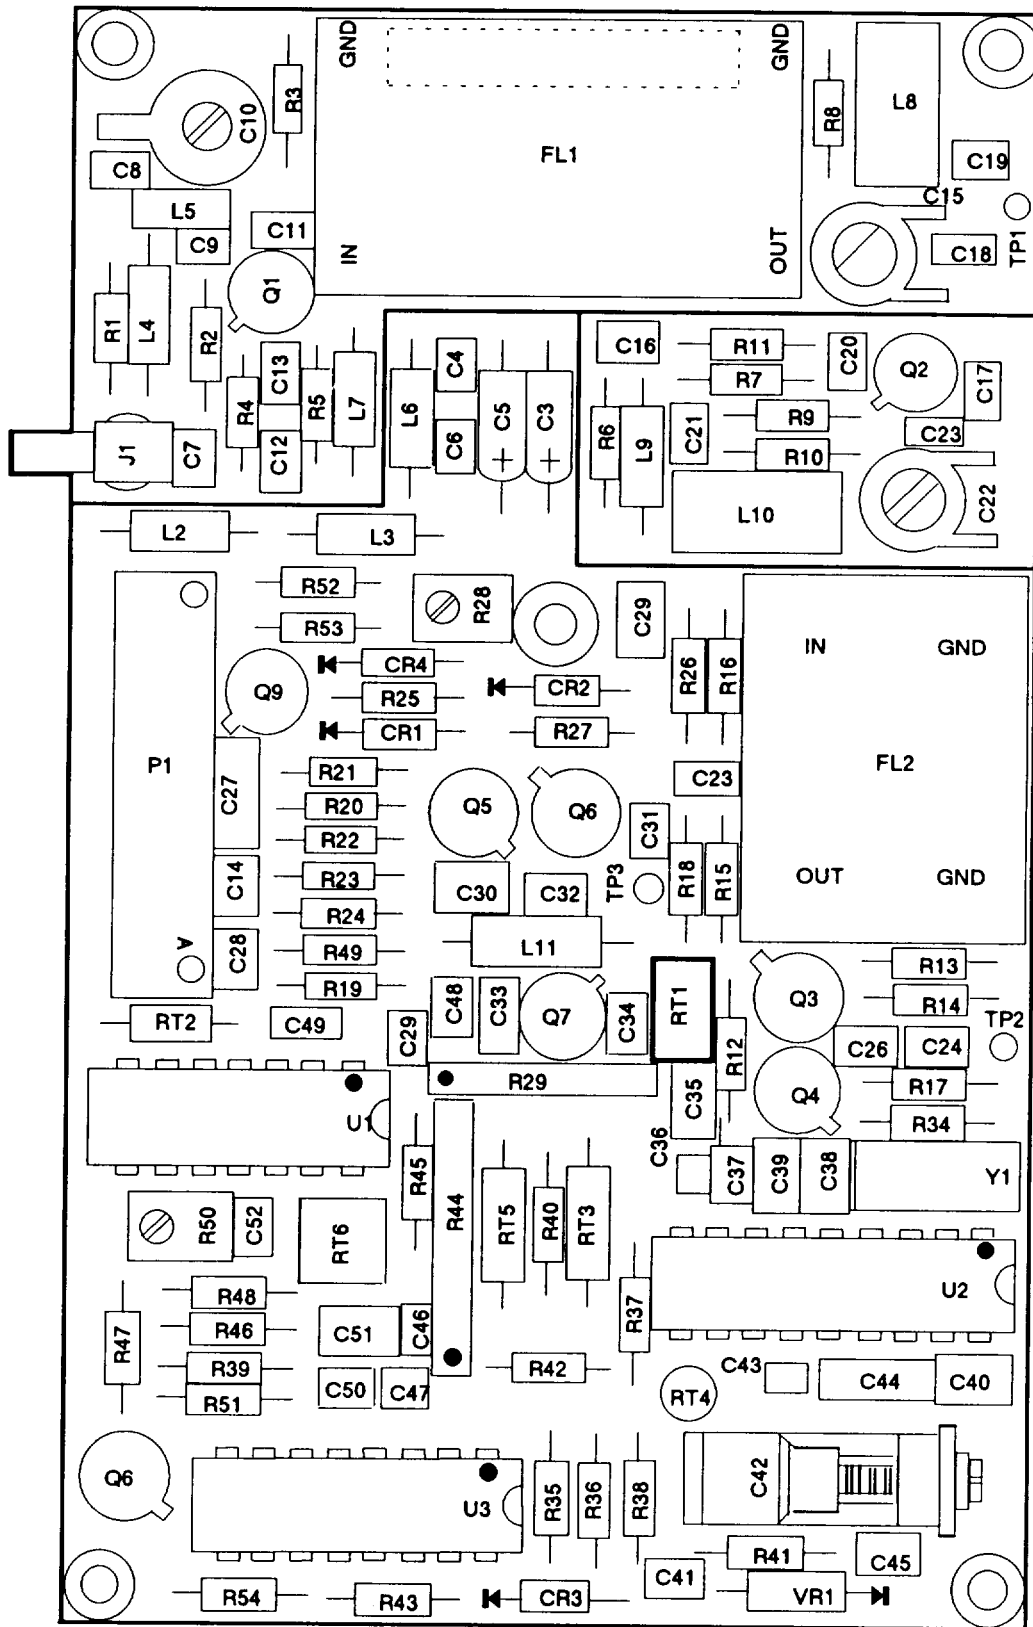 GND
GND
C10
R3
R8
L8
FL1
C8
C19
L5
C15
C11
C9
IN
OUT
C18
TP1
Q1
R1
L4
R2
C16
R11
C20
Q2
C17
R7
R4
C13
R5
L7
L6
C4
C5
C3
R6
L9
C21
R9
C23
J1
C7
C12
C6
R10
L10
C22
L2
L3
R52
R28
R53
C29
IN
GND
CR4
R26
R16
Q9
R25
CR2
CR1
R27
P1
FL2
R21
C27
C23
R20
Q5
Q6
C31
R22
C14
R23
C30
C32
TP3
R18
R15
OUT
GND
R24
A
C28
R49
L11
R13
R19
C48
C33
Q7
C34
RT1
Q3
R14
RT2
C49
C29
TP2
R12
C26
C24
R29
C35
Q4
R17
U1
R34
C36
R45
C37
C39
C38
Y1
R44
RT5
R40
RT3
R50
C52
RT6
R48
R37
U2
R47
R46
C51
C46
R39
R42
C43
R51
C50
C47
RT4
C44
C40
Q6
C42
U3
R35
R36
R38
R41
C45
C41
R54
R43
CR3
VR1